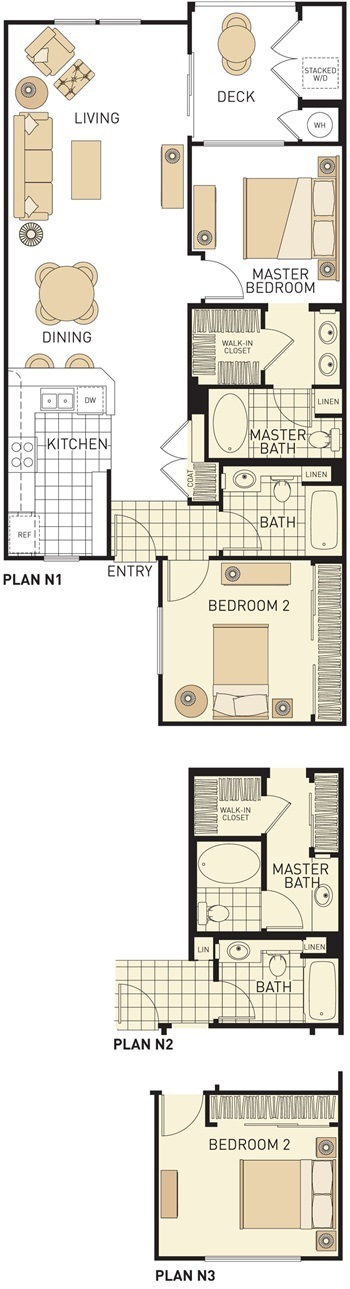 DECK
STACKED
W/D
LIVING
WH
MASTER
BEDROOM
DINING
WALK-IN
CLOSET
DW
LINEN
KITCHEN
MASTER
BATH
COAT
LINEN
REF
BATH
PLAN N1
ENTRY
BEDROOM 2
WALK-IN
CLOSET
MASTER
BATH
LIN
LINEN
BATH
PLAN N2
BEDROOM 2
PLAN N3